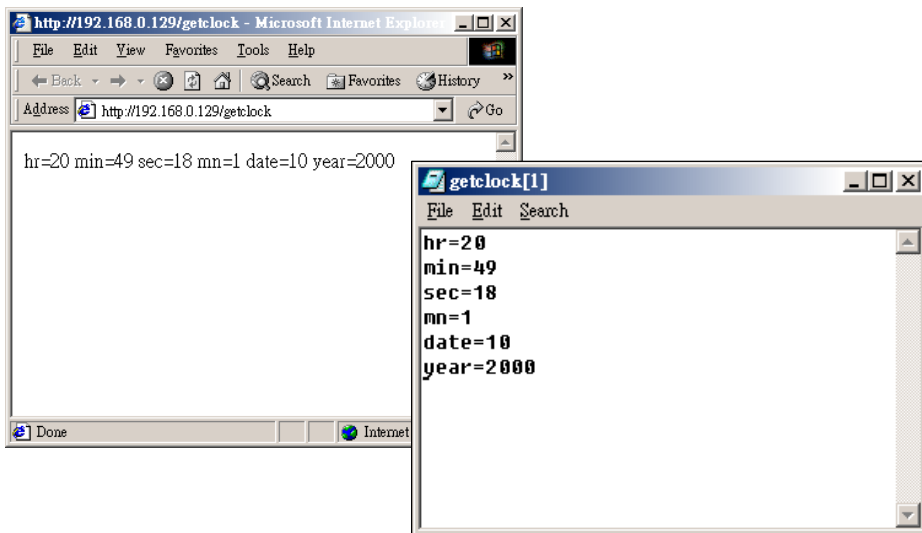 http://192.168.0.129/getclock - Microsoft Internet Explorer
File Edit View Favorites Tools Help
Back Search Favorites History »
Address http://192.168.0.129/getclock Go
hr=20 min=49 sec=18 mn=1 date=10 year=2000
Done Internet
getclock[1]
File Edit Search
hr=20
min=49
sec=18
mn=1
date=10
year=2000